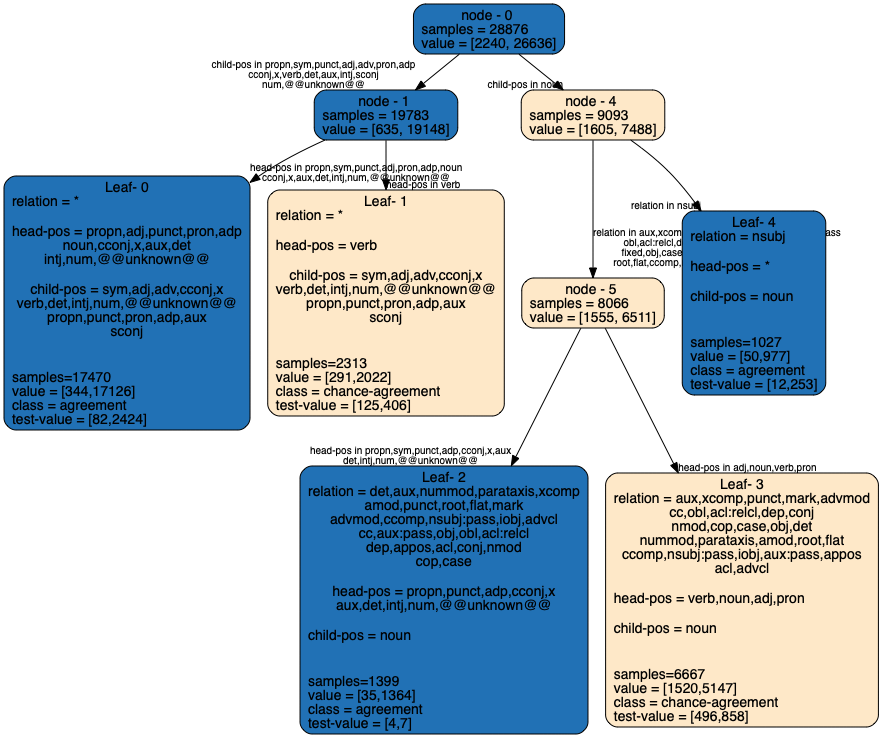 node - 0
samples = 28876
value = [2240, 26636]
child-pos in propn,sym,punct,adj,adv,pron,adp
cconj,x,verb,det,aux,intj,sconj
num,@@unknown@@
child-pos in noun
node - 1
samples = 19783
value = [635, 19148]
node - 4
samples = 9093
value = [1605, 7488]
head-pos in propn,sym,punct,adj,pron,adp,noun
cconj,x,aux,det,intj,num,@@unknown@@
head-pos in verb
Leaf- 0
relation = *
head-pos = propn,adj,punct,pron,adp
noun,cconj,x,aux,det
intj,num,@@unknown@@
child-pos = sym,adj,adv,cconj,x
verb,det,intj,num,@@unknown@@
propn,punct,pron,adp,aux
sconj
samples=17470
value = [344,17126]
class = agreement
test-value = [82,2424]
Leaf- 1
relation = *
head-pos = verb
child-pos = sym,adj,adv,cconj,x
verb,det,intj,num,@@unknown@@
propn,punct,pron,adp,aux
sconj
samples=2313
value = [291,2022]
class = chance-agreement
test-value = [125,406]
relation in nsubj
relation in aux,xcom
obl,acl:relcl,d
fixed,obj,case
root,flat,ccomp,
ass
Leaf- 4
relation = nsubj
head-pos = *
child-pos = noun
samples=1027
value = [50,977]
class = agreement
test-value = [12,253]
node - 5
samples = 8066
value = [1555, 6511]
head-pos in propn,sym,punct,adp,cconj,x,aux
det,intj,num,@@unknown@@
head-pos in adj,noun,verb,pron
Leaf- 2
relation = det,aux,nummod,parataxis,xcomp
amod,punct,root,flat,mark
advmod,ccomp,nsubj:pass,iobj,advcl
cc,aux:pass,obj,obl,acl:relcl
dep,appos,acl,conj,nmod
cop,case
head-pos = propn,punct,adp,cconj,x
aux,det,intj,num,@@unknown@@
child-pos = noun
samples=1399
value = [35,1364]
class = agreement
test-value = [4,7]
Leaf- 3
relation = aux,xcomp,punct,mark,advmod
cc,obl,acl:relcl,dep,conj
nmod,cop,case,obj,det
nummod,parataxis,amod,root,flat
ccomp,nsubj:pass,iobj,aux:pass,appos
acl,advcl
head-pos = verb,noun,adj,pron
child-pos = noun
samples=6667
value = [1520,5147]
class = chance-agreement
test-value = [496,858]